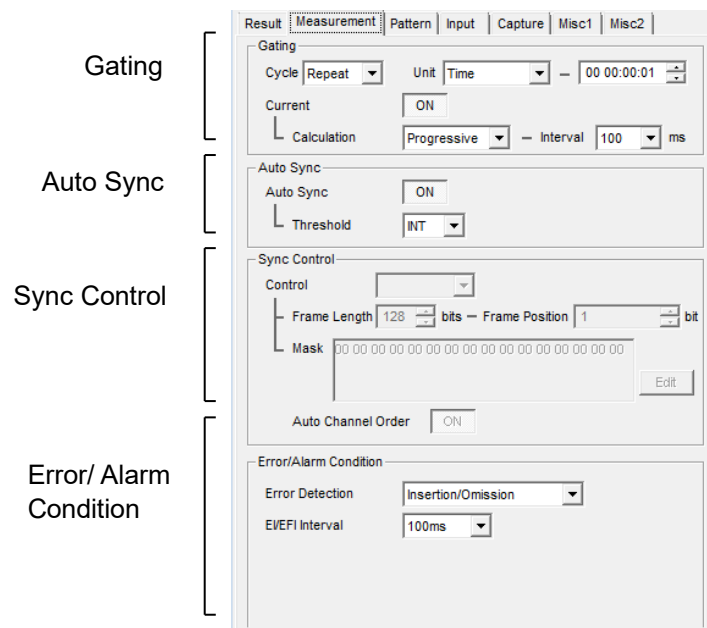 Result Measurement Pattern Input Capture Misc1 Misc2
Gating
Gating
Cycle Repeat Unit Time – 00 00:00:01
Current ON
Calculation Progressive – Interval 100 ms
Auto Sync
Auto Sync
Auto Sync ON
Threshold INT
Sync Control
Sync Control
Control
Frame Length 128 bits – Frame Position 1 bit
Mask 00 00 00 00 00 00 00 00 00 00 00 00 00 00 00 00
Edit
Auto Channel Order ON
Error/ Alarm
Condition
Error/Alarm Condition
Error Detection Insertion/Omission
EI/EFI Interval 100ms